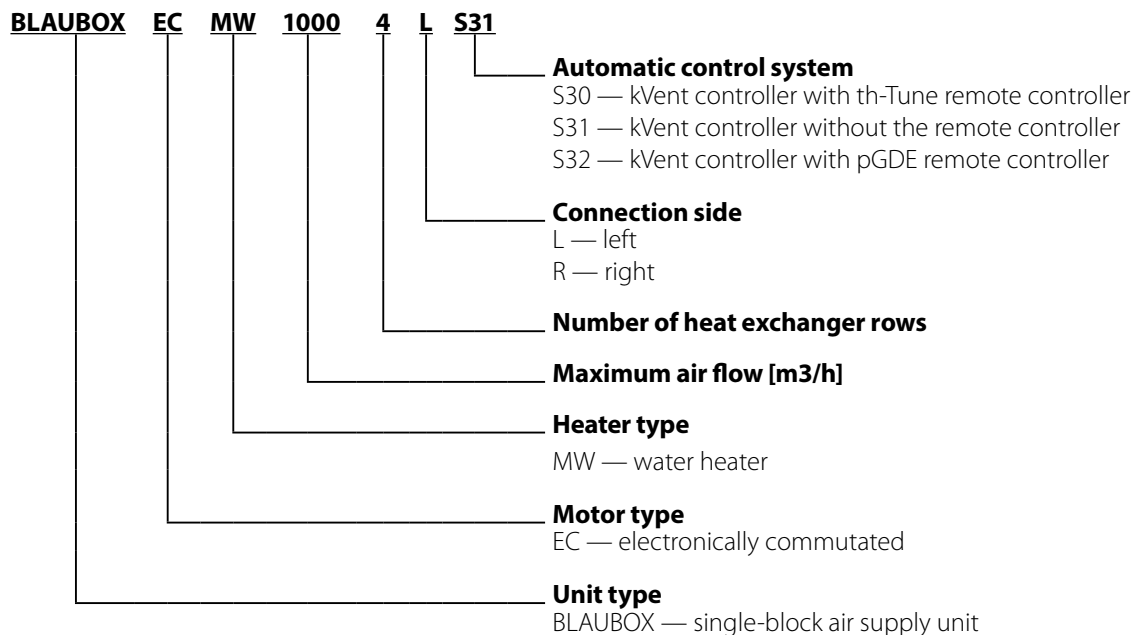 BLAUBOX EC MW 1000 4 L S31
Automatic control system
S30 — kVent controller with th-Tune remote controller
S31 — kVent controller without the remote controller
S32 — kVent controller with pGDE remote controller
Connection side
L — left
R — right
Number of heat exchanger rows
Maximum air flow [m3/h]
Heater type
MW — water heater
Motor type
EC — electronically commutated
Unit type
BLAUBOX — single-block air supply unit